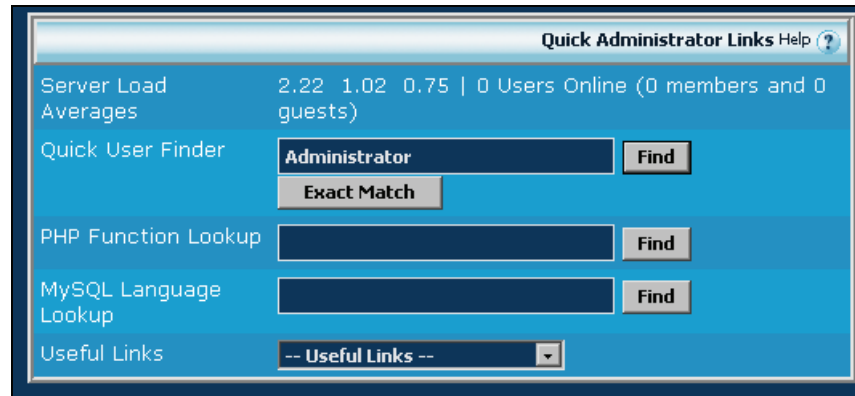 Quick Administrator Links Help ?
Server Load
Averages
2.22 1.02 0.75 | 0 Users Online (0 members and 0
guests)
Quick User Finder
Administrator
Find
Exact Match
PHP Function Lookup
Find
MySQL Language
Lookup
Find
Useful Links
-- Useful Links --